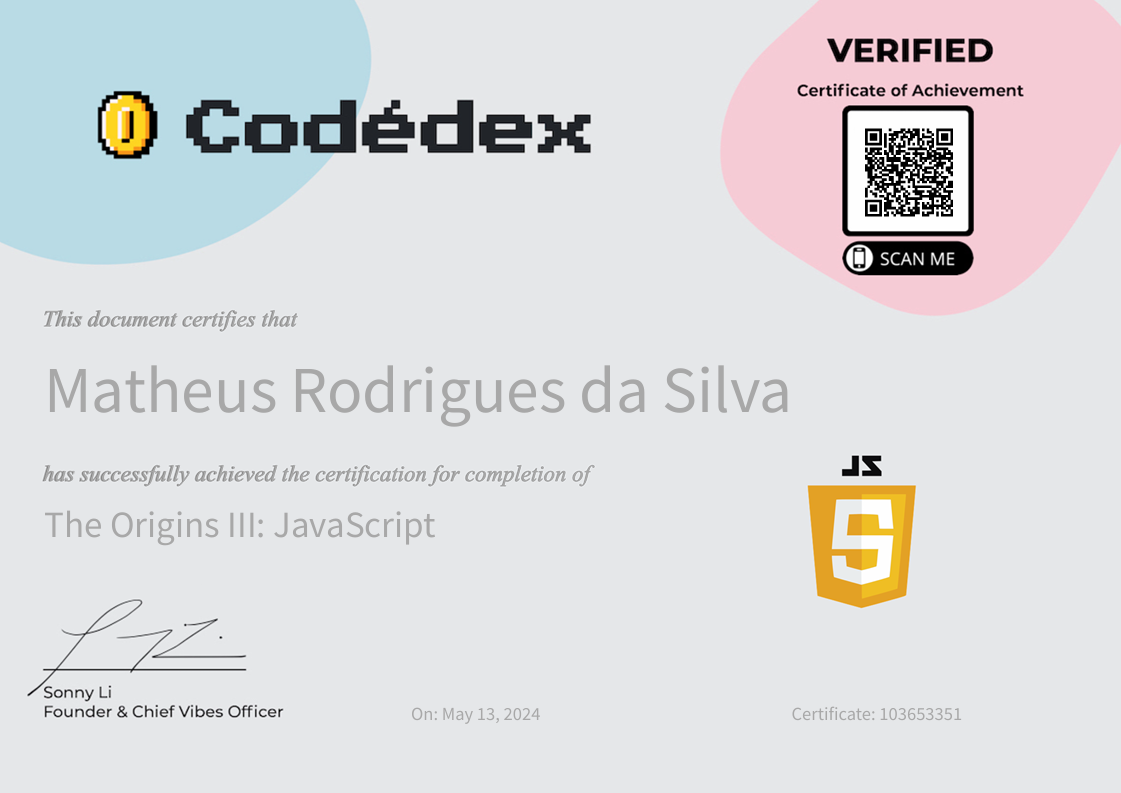 Codédex
VERIFIED
Certificate of Achievement
SCAN ME
This document certifies that
Matheus Rodrigues da Silva
has successfully achieved the certification for completion of
The Origins III: JavaScript
JS
Sonny Li
Founder & Chief Vibes Officer
On: May 13, 2024
Certificate: 103653351